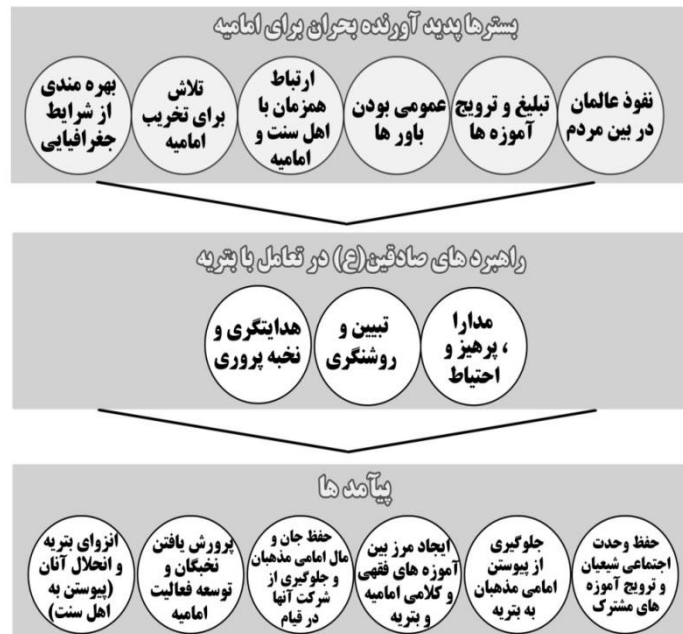 بسترها پدید آورنده بحران برای امامیه
نفوذ عالمان
در بین مردم
تبلیغ و ترویج
آموزه ها
عمومی بودن
باور ها
ارتباط
همزمان با
اهل سنت و
امامیه
تلاش
برای تخریب
امامیه
بهره مندی
از شرایط
جغرافیایی
راهبرد های صادقین(ع) در تعامل با بتریه
مدارا
، پرهیز و
احتیاط
تبیین و
روشنگری
هدایتگری و
نخبه پروری
پیآمد ها
حفظ وحدت
اجتماعی شیعیان
و ترویج آموزه
های مشترک
جلوگیری
از پیوستن
امامی مذهبان
به بتریه
ایجاد مرز بین
آموزه های فقهی
و کلامی امامیه
و بتریه
حفظ جان و
مال امامی مذهبان
و جلوگیری از
شرکت آنها
در قیام
پرورش یافتن
نخبگان و
توسعه فعالیت
امامیه
انزوای بتریه
و انحلال آنان
(پیوستن به
اهل سنت)